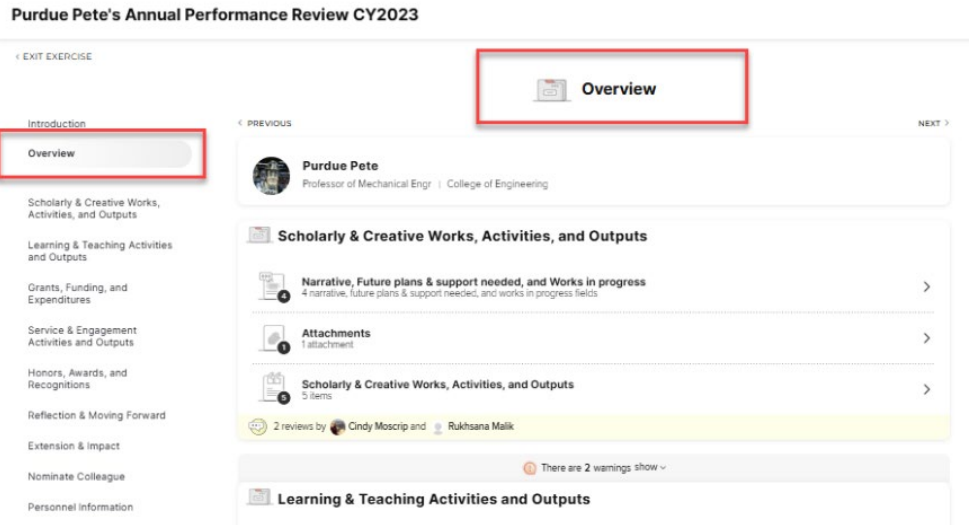 Purdue Pete's Annual Performance Review CY2023
‹ EXIT EXERCISE
Overview
Introduction
Overview
Scholarly & Creative Works,
Activities, and Outputs
Learning & Teaching Activities
and Outputs
Grants, Funding, and
Expenditures
Service & Engagement
Activities and Outputs
Honors, Awards, and
Recognitions
Reflection & Moving Forward
Extension & Impact
Nominate Colleague
Personnel Information
‹ PREVIOUS
NEXT ›
Purdue Pete
Professor of Mechanical Engr | College of Engineering
Scholarly & Creative Works, Activities, and Outputs
Narrative, Future plans & support needed, and Works in progress
4 4 narrative, future plans & support needed, and works in progress fields
Attachments
1 1 attachment
Scholarly & Creative Works, Activities, and Outputs
5 5 items
2 reviews by Cindy Moscrip and Rukhsana Malik
There are 2 warnings show
Learning & Teaching Activities and Outputs